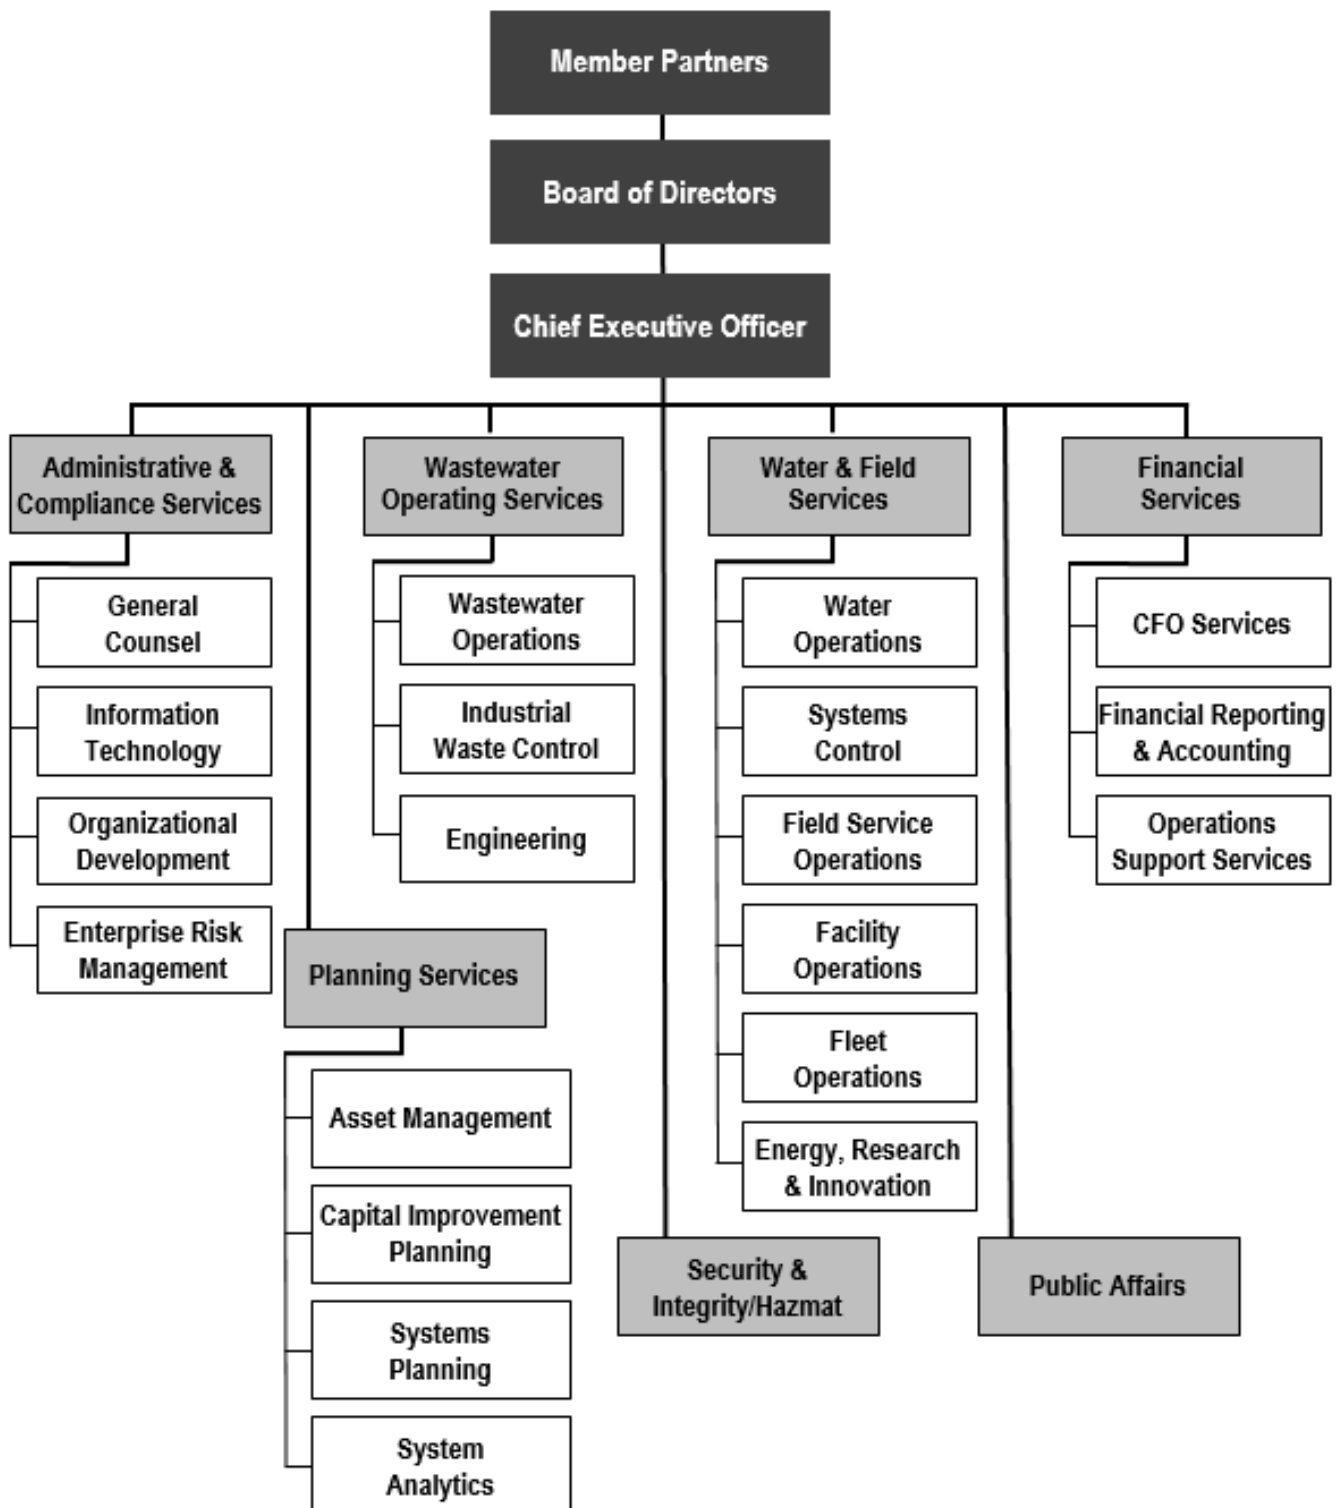 Member Partners
Board of Directors
Chief Executive Officer
Administrative &
Compliance Services
General
Counsel
Information
Technology
Organizational
Development
Enterprise Risk
Management
Planning Services
Asset Management
Capital Improvement
Planning
Systems
Planning
System
Analytics
Wastewater
Operating Services
Wastewater
Operations
Industrial
Waste Control
Engineering
Security &
Integrity/Hazmat
Water & Field
Services
Water
Operations
Systems
Control
Field Service
Operations
Facility
Operations
Fleet
Operations
Energy, Research
& Innovation
Public Affairs
Financial
Services
CFO Services
Financial Reporting
& Accounting
Operations
Support Services